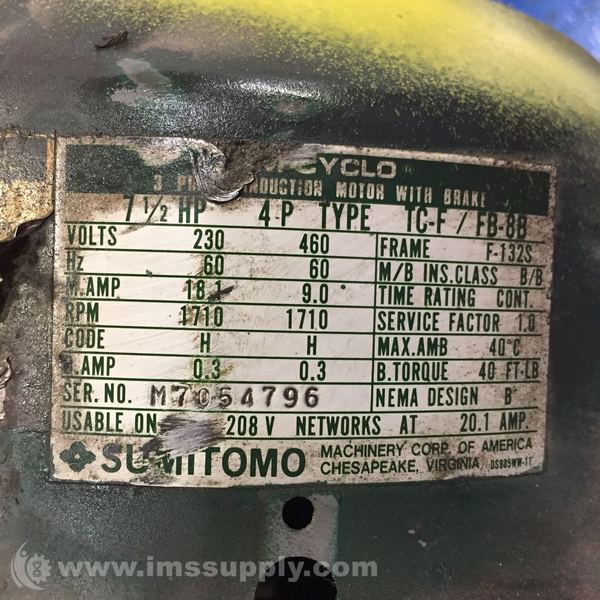 CYCLO ®
3 INDUCTION MOTOR WITH BRAKE
7 1/2 HP 4 P TYPE TC-F / FB-8B
VOLTS 230 460 FRAME F-132S
Hz 60 60 M/B INS.CLASS B/B
M.AMP 18.1 9.0 TIME RATING CONT.
RPM 1710 1710 SERVICE FACTOR 1.0
CODE H H MAX.AMB 40°C
B.AMP 0.3 0.3 B.TORQUE 40 FT-LB
SER. NO. M7054796 NEMA DESIGN B
USABLE ON 208 V NETWORKS AT 20.1 AMP.
SUMITOMO MACHINERY CORP. OF AMERICA
CHESAPEAKE, VIRGINIA DS985WW-1T
www.imssupply.com